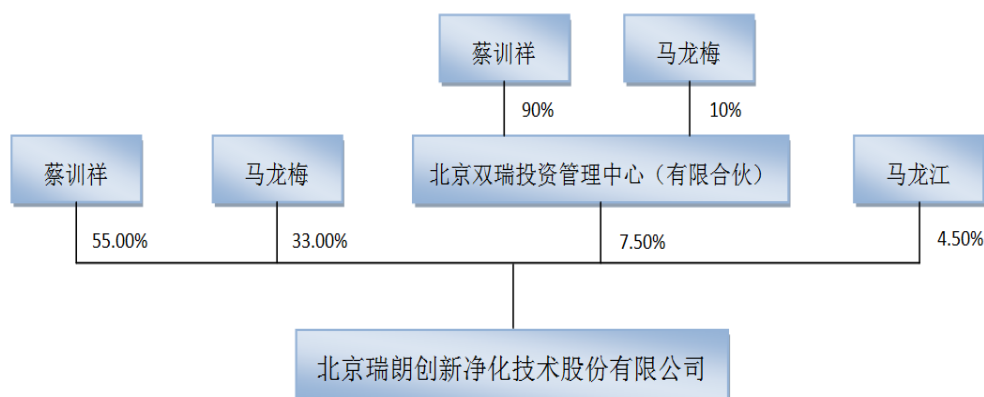 蔡训祥
马龙梅
90%
10%
蔡训祥
马龙梅
北京双瑞投资管理中心（有限合伙）
马龙江
55.00%
33.00%
7.50%
4.50%
北京瑞朗创新净化技术股份有限公司